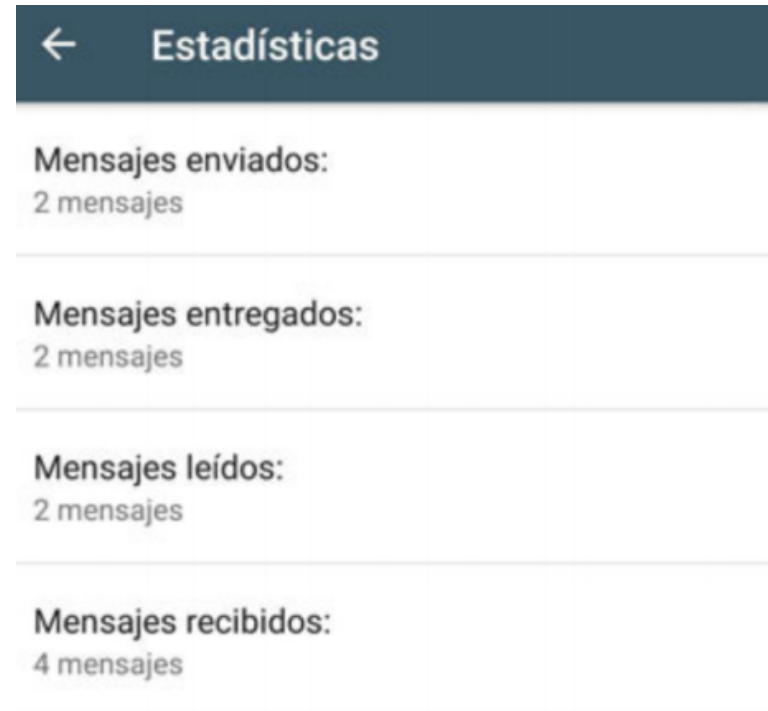 Estadísticas
Mensajes enviados:
2 mensajes
Mensajes entregados:
2 mensajes
Mensajes leídos:
2 mensajes
Mensajes recibidos:
4 mensajes